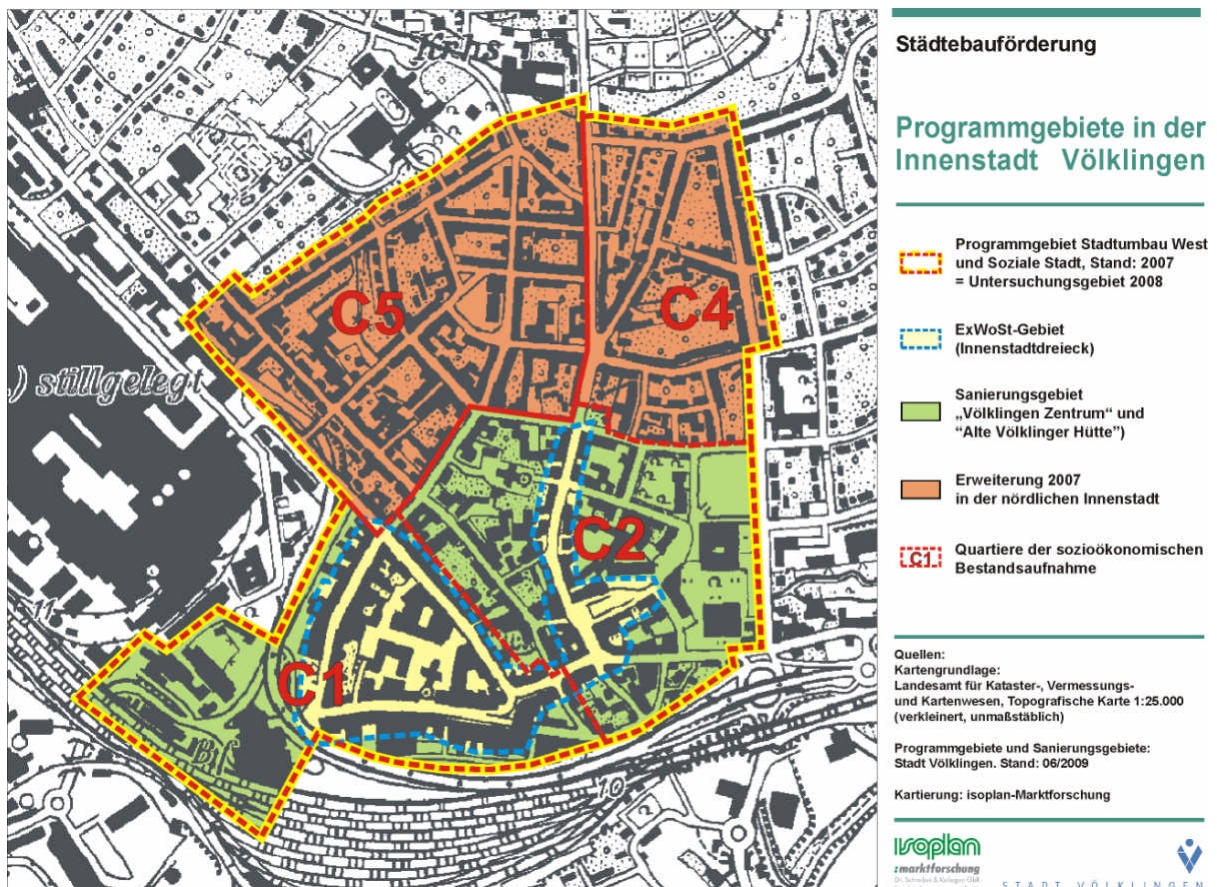 Krhs
C5
C4
) stillgelegt
C2
11
C1
Bf
10
Städtebauförderung
Programmgebiete in der
Innenstadt Völklingen
Programmgebiet Stadtumbau West
und Soziale Stadt, Stand: 2007
= Untersuchungsgebiet 2008
ExWoSt-Gebiet
(Innenstadtdreieck)
Sanierungsgebiet
„Völklingen Zentrum“ und
“Alte Völklinger Hütte”)
Erweiterung 2007
in der nördlichen Innenstadt
C1
Quartiere der sozioökonomischen
Bestandsaufnahme
Quellen:
Kartengrundlage:
Landesamt für Kataster-, Vermessungs-
und Kartenwesen, Topografische Karte 1:25.000
(verkleinert, unmaßstäblich)
Programmgebiete und Sanierungsgebiete:
Stadt Völklingen. Stand: 06/2009
Kartierung: isoplan-Marktforschung
isoplan
:marktforschung
STADT VÖLKLINGEN